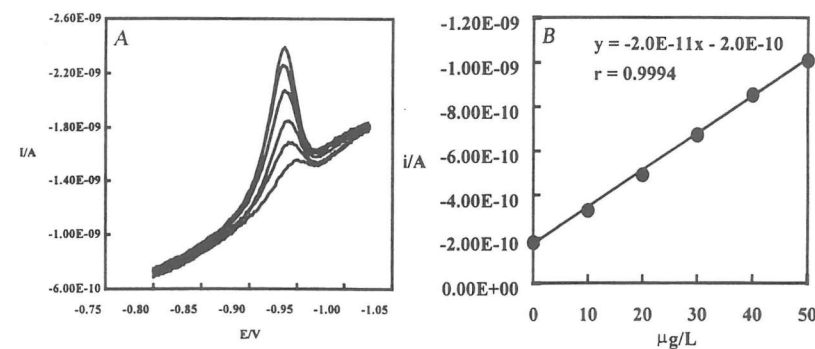 A
-2.60E-09
-2.20E-09
-1.80E-09
I/A
-1.40E-09
-1.00E-09
-6.00E-10
-0.75 -0.80 -0.85 -0.90 -0.95 -1.00 -1.05
E/V
B
-1.20E-09
y = -2.0E-11x - 2.0E-10
r = 0.9994
-1.00E-09
-8.00E-10
i/A
-6.00E-10
-4.00E-10
-2.00E-10
0.00E+00
0 10 20 30 40 50
µg/L